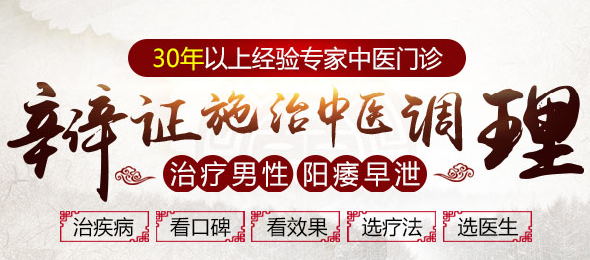 30年以上经验专家中医门诊
辩证施治中医调理
治疗男性 阳痿早泄
治疾病 看口碑 看效果 选疗法 选医生